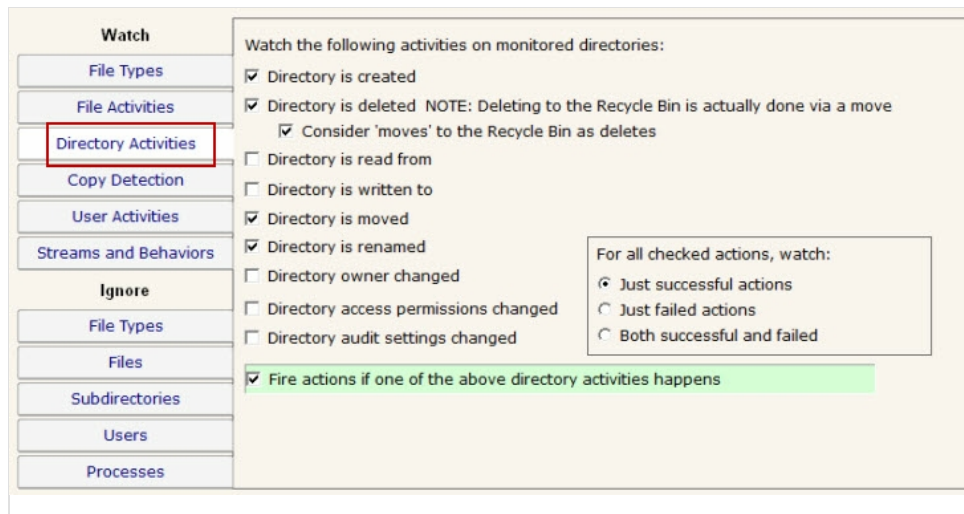 Watch
File Types
File Activities
Directory Activities
Copy Detection
User Activities
Streams and Behaviors
Ignore
File Types
Files
Subdirectories
Users
Processes
Watch the following activities on monitored directories:
Directory is created
Directory is deleted NOTE: Deleting to the Recycle Bin is actually done via a move
Consider 'moves' to the Recycle Bin as deletes
Directory is read from
Directory is written to
Directory is moved
Directory is renamed
Directory owner changed
Directory access permissions changed
Directory audit settings changed
For all checked actions, watch:
Just successful actions
Just failed actions
Both successful and failed
Fire actions if one of the above directory activities happens